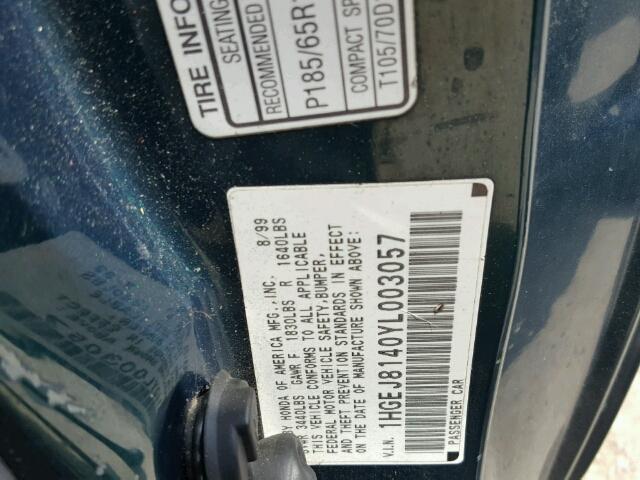 TIRE INFO
SEATING
RECOMMENDED
P185/65R1
COMPACT SP
T105/70D1
BY HONDA OF AMERICA MFG.,INC. 8/99
GVWR 3440LBS GAWR F 1830LBS R 1640LBS
THIS VEHICLE CONFORMS TO ALL APPLICABLE
FEDERAL MOTOR VEHICLE SAFETY,BUMPER,
AND THEFT PREVENTION STANDARDS IN EFFECT
ON THE DATE OF MANUFACTURE SHOWN ABOVE:
V.I.N. 1HGEJ8140YL003057
PASSENGER CAR